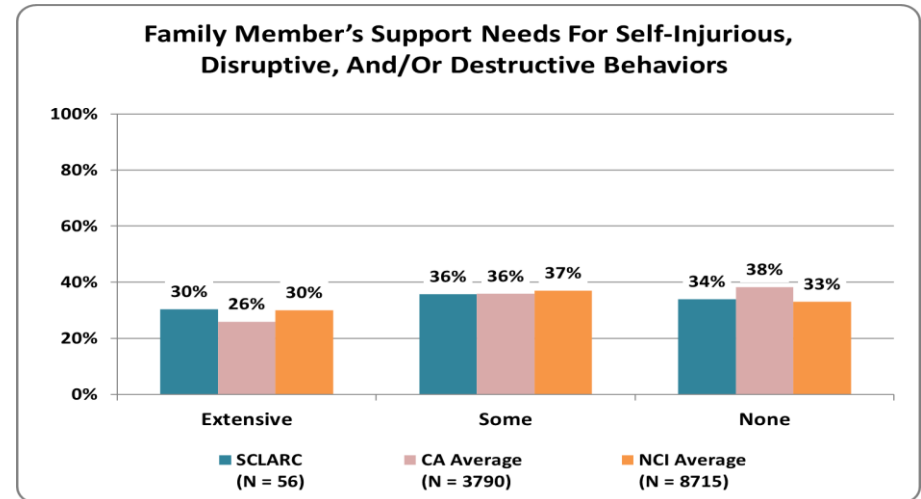 Family Member's Support Needs For Self-Injurious,
Disruptive, And/Or Destructive Behaviors
100%
80%
60%
40%
20%
0%
30%
26%
30%
36%
36%
37%
34%
38%
33%
Extensive
Some
None
SCLARC
(N = 56)
CA Average
(N = 3790)
NCI Average
(N = 8715)